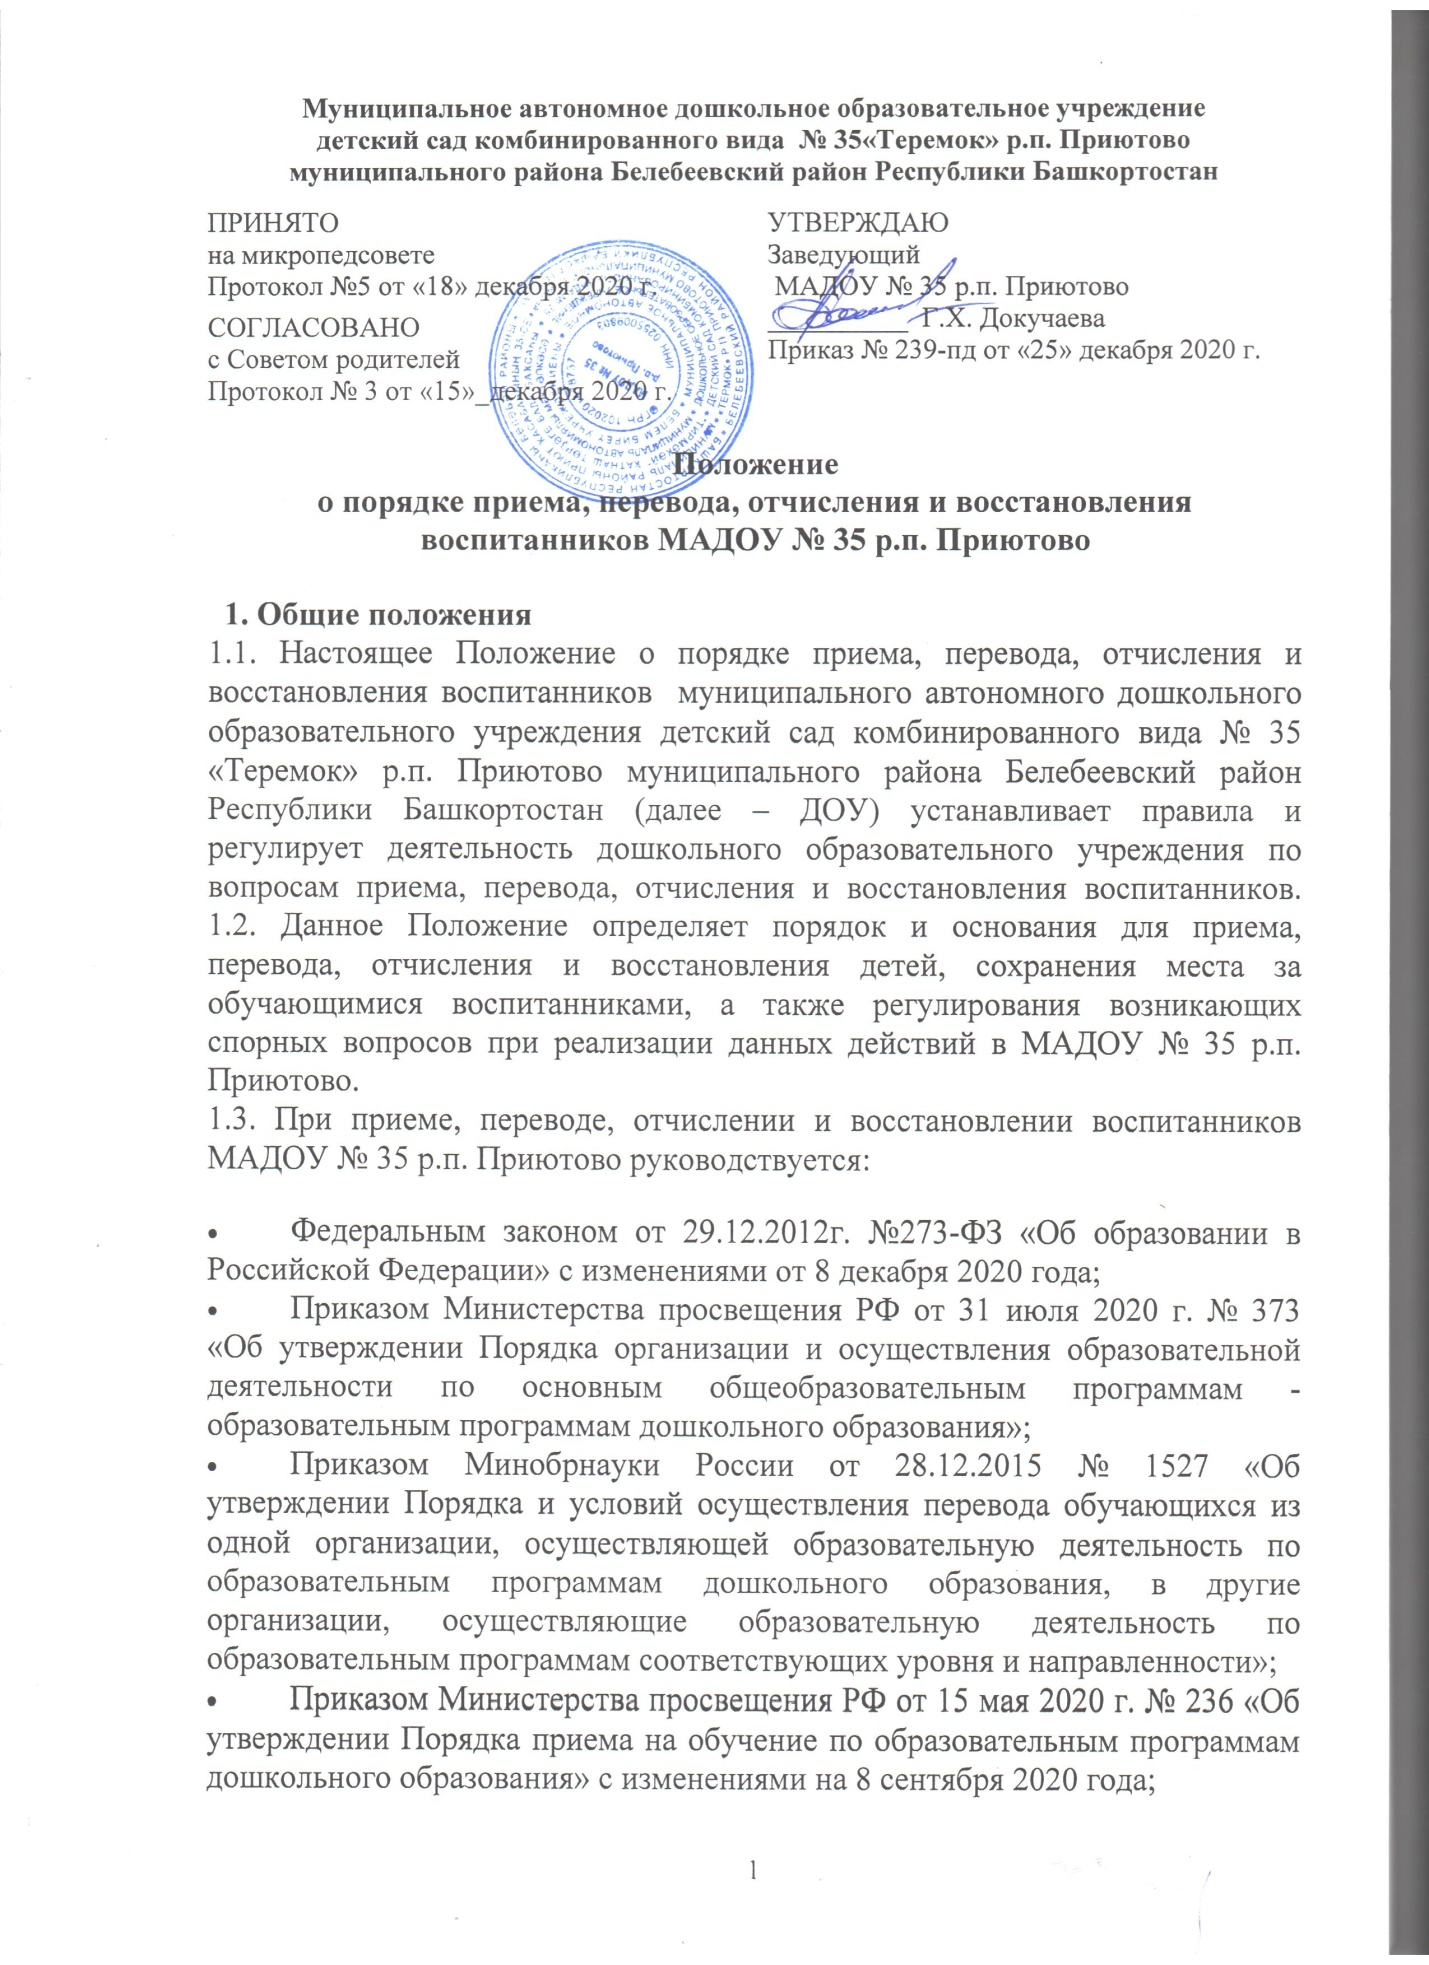 Муниципальное автономное дошкольное образовательное учреждение
детский сад комбинированного вида № 35«Теремок» р.п. Приютово
муниципального района Белебеевский район Республики Башкортостан
ПРИНЯТО
на микропедсовете
Протокол №5 от «18» декабря 2020 г.
СОГЛАСОВАНО
с Советом родителей
Протокол № 3 от «15»_декабря 2020 г.
УТВЕРЖДАЮ
Заведующий
МАДОУ № 35 р.п. Приютово
__________ Г.Х. Докучаева
Приказ № 239-пд от «25» декабря 2020 г.
Положение
о порядке приема, перевода, отчисления и восстановления
воспитанников МАДОУ № 35 р.п. Приютово
1. Общие положения
1.1. Настоящее Положение о порядке приема, перевода, отчисления и
восстановления воспитанников муниципального автономного дошкольного
образовательного учреждения детский сад комбинированного вида № 35
«Теремок» р.п. Приютово муниципального района Белебеевский район
Республики Башкортостан (далее – ДОУ) устанавливает правила и
регулирует деятельность дошкольного образовательного учреждения по
вопросам приема, перевода, отчисления и восстановления воспитанников.
1.2. Данное Положение определяет порядок и основания для приема,
перевода, отчисления и восстановления детей, сохранения места за
обучающимися воспитанниками, а также регулирования возникающих
спорных вопросов при реализации данных действий в МАДОУ № 35 р.п.
Приютово.
1.3. При приеме, переводе, отчислении и восстановлении воспитанников
МАДОУ № 35 р.п. Приютово руководствуется:
• Федеральным законом от 29.12.2012г. №273-ФЗ «Об образовании в
Российской Федерации» с изменениями от 8 декабря 2020 года;
• Приказом Министерства просвещения РФ от 31 июля 2020 г. № 373
«Об утверждении Порядка организации и осуществления образовательной
деятельности по основным общеобразовательным программам -
образовательным программам дошкольного образования»;
• Приказом Минобрнауки России от 28.12.2015 № 1527 «Об
утверждении Порядка и условий осуществления перевода обучающихся из
одной организации, осуществляющей образовательную деятельность по
образовательным программам дошкольного образования, в другие
организации, осуществляющие образовательную деятельность по
образовательным программам соответствующих уровня и направленности»;
• Приказом Министерства просвещения РФ от 15 мая 2020 г. № 236 «Об
утверждении Порядка приема на обучение по образовательным программам
дошкольного образования» с изменениями на 8 сентября 2020 года;
1